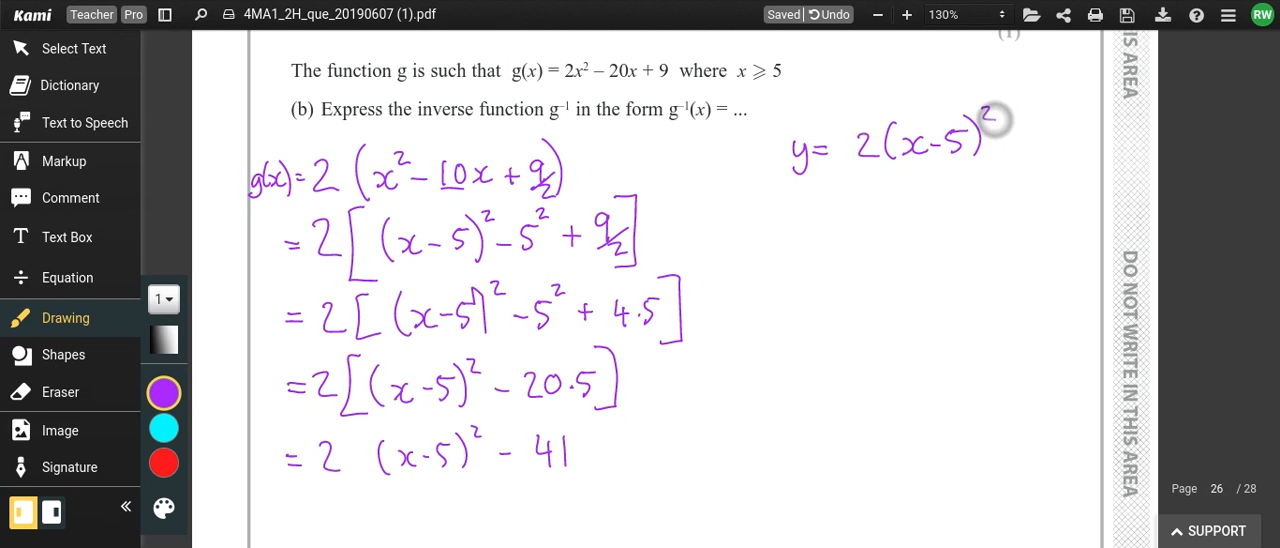 Kami Teacher Pro 4MA1_2H_que_20190607 (1).pdf Saved Undo 130% RW
Select Text
Dictionary
Text to Speech
Markup
Comment
Text Box
Equation
Drawing
Shapes
Eraser
Image
Signature
1
(1)
The function g is such that g(x) = 2x² – 20x + 9 where x ⩾ 5
(b) Express the inverse function g⁻¹ in the form g⁻¹(x) = ...
g(x) = 2 (x² – 10x + 9/2)
= 2 [(x – 5)² – 5² + 9/2]
= 2 [(x – 5)² – 5² + 4.5]
= 2 [(x – 5)² – 20.5]
= 2 (x – 5)² – 41
y = 2(x – 5)²
IS AREA
DO NOT WRITE IN THIS AREA
Page 26 / 28
SUPPORT